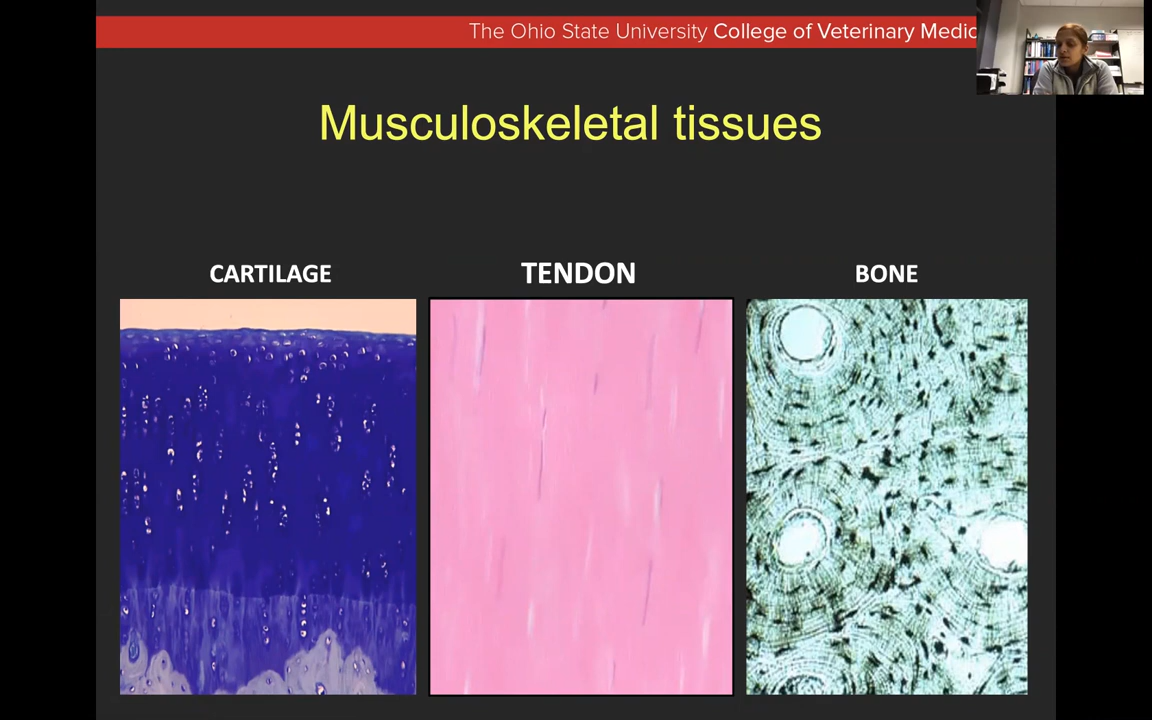 The Ohio State University College of Veterinary Medic
Musculoskeletal tissues
CARTILAGE
TENDON
BONE